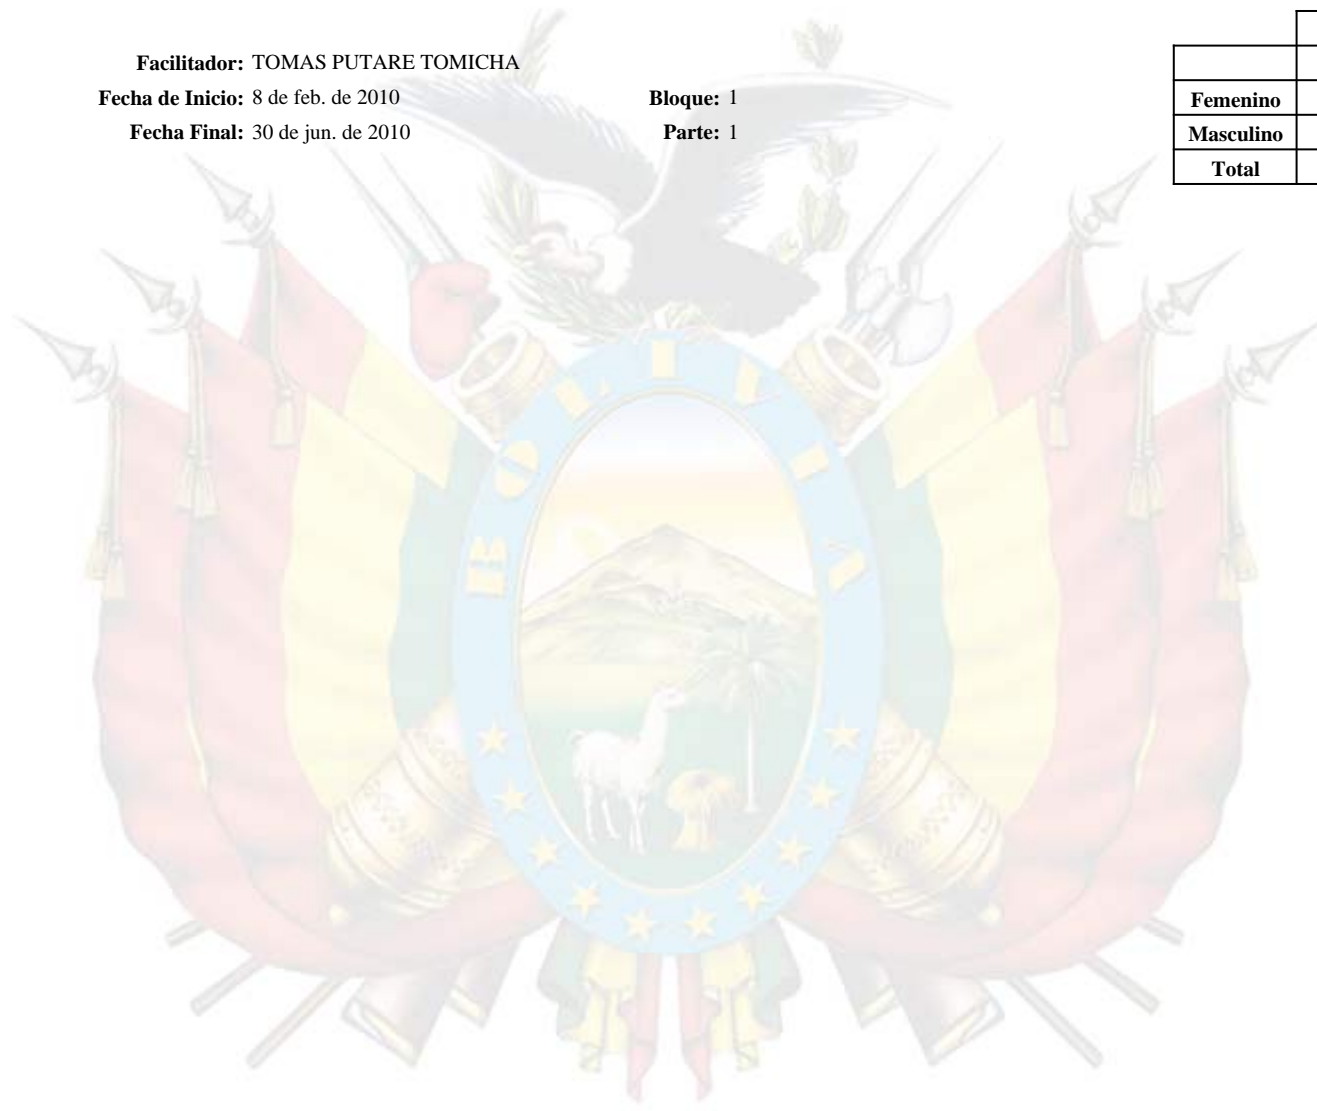 Facilitador: TOMAS PUTARE TOMICHA
Fecha de Inicio: 8 de feb. de 2010 Bloque: 1
Fecha Final: 30 de jun. de 2010 Parte: 1
Femenino
Masculino
Total
BOLIVIA